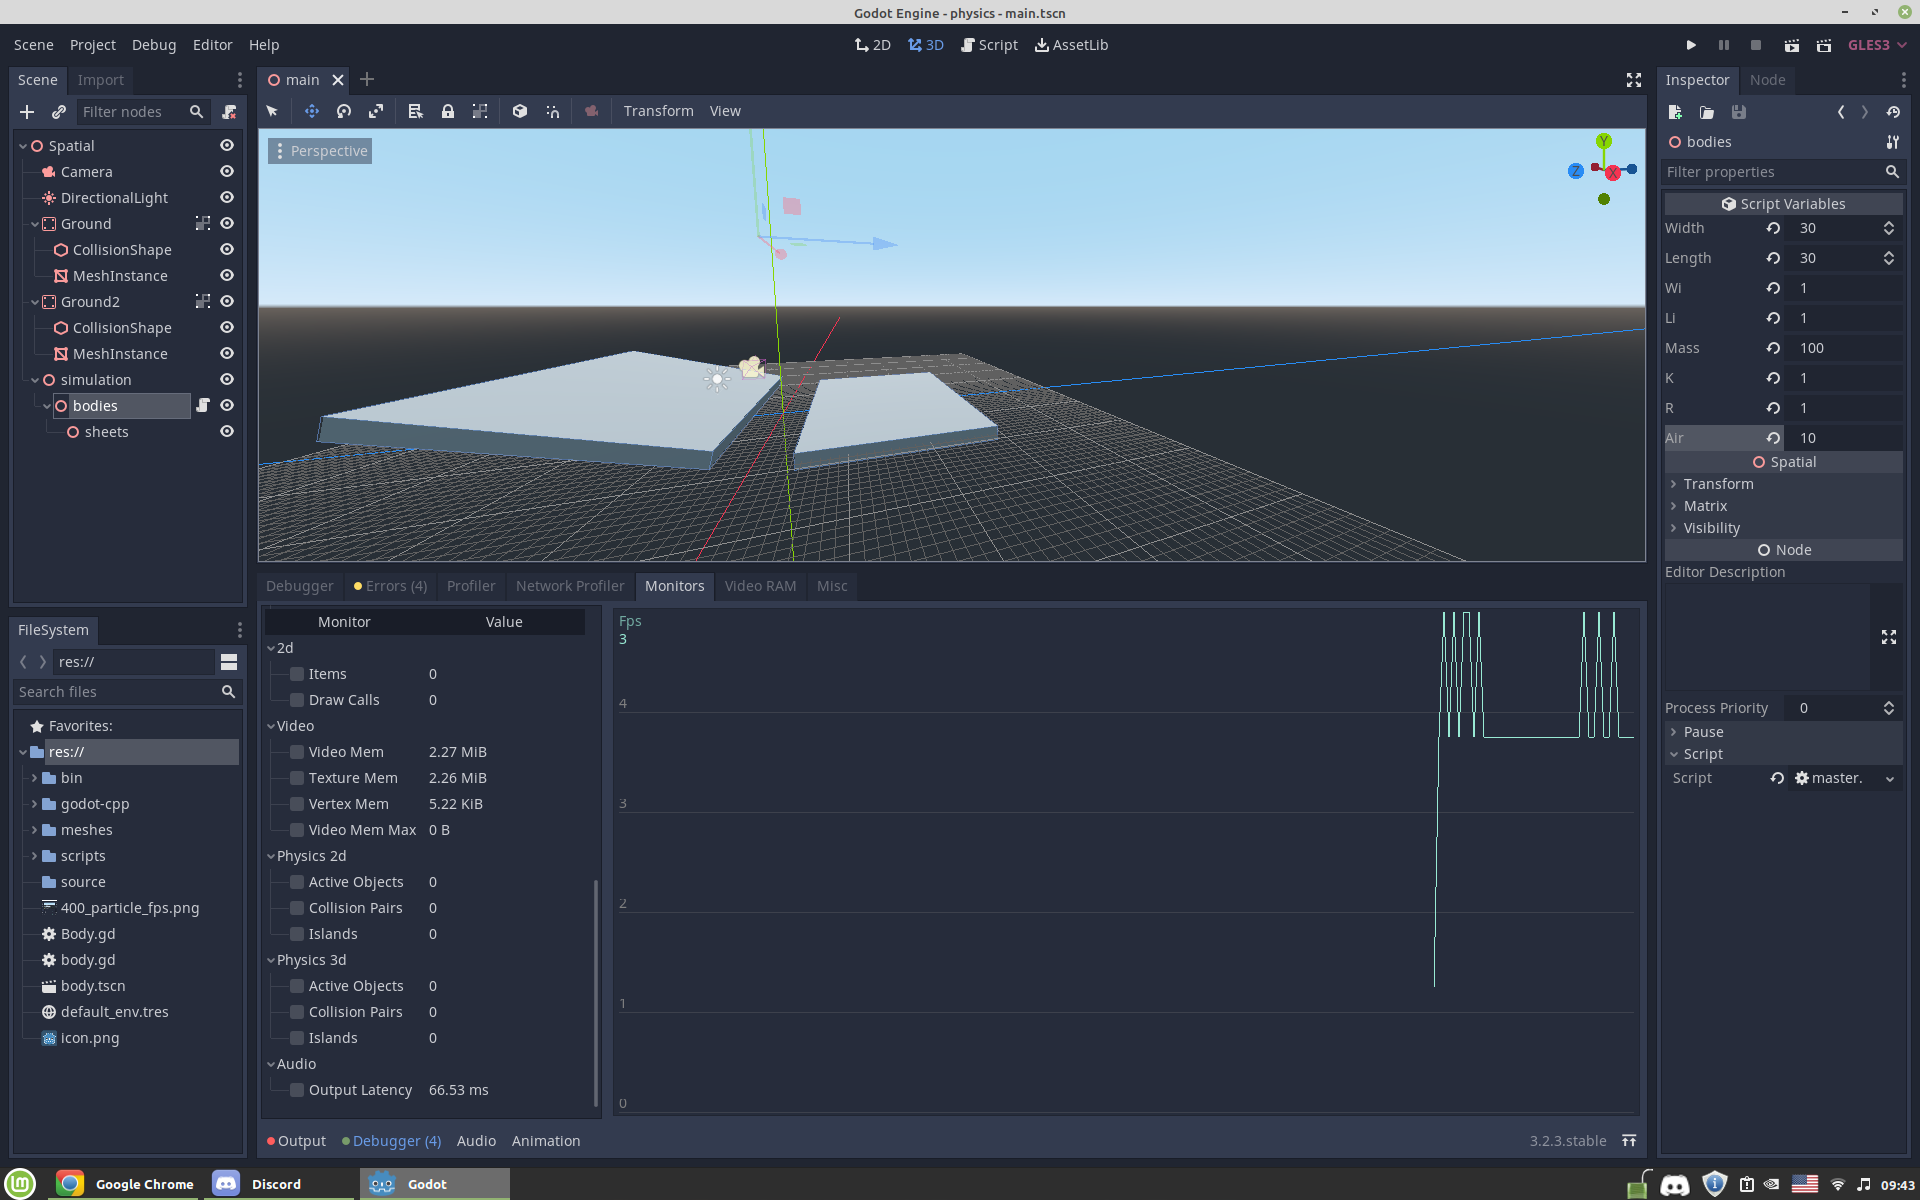 Godot Engine - physics - main.tscn
Scene Project Debug Editor Help
2D 3D Script AssetLib
GLES3
Scene Import
Filter nodes
Spatial
Camera
DirectionalLight
Ground
CollisionShape
MeshInstance
Ground2
CollisionShape
MeshInstance
simulation
bodies
sheets
FileSystem
res://
Search files
Favorites:
res://
bin
godot-cpp
meshes
scripts
source
400_particle_fps.png
Body.gd
body.gd
body.tscn
default_env.tres
icon.png
main
Transform View
Perspective
Y
Z
X
Debugger Errors (4) Profiler Network Profiler Monitors Video RAM Misc
Monitor Value
2d
Items 0
Draw Calls 0
Video
Video Mem 2.27 MiB
Texture Mem 2.26 MiB
Vertex Mem 5.22 KiB
Video Mem Max 0 B
Physics 2d
Active Objects 0
Collision Pairs 0
Islands 0
Physics 3d
Active Objects 0
Collision Pairs 0
Islands 0
Audio
Output Latency 66.53 ms
Fps
3
4
3
2
1
0
Output Debugger (4) Audio Animation
3.2.3.stable
Inspector Node
bodies
Filter properties
Script Variables
Width 30
Length 30
Wi 1
Li 1
Mass 100
K 1
R 1
Air 10
Spatial
Transform
Matrix
Visibility
Node
Editor Description
Process Priority 0
Pause
Script
Script master.
Google Chrome Discord Godot
09:43